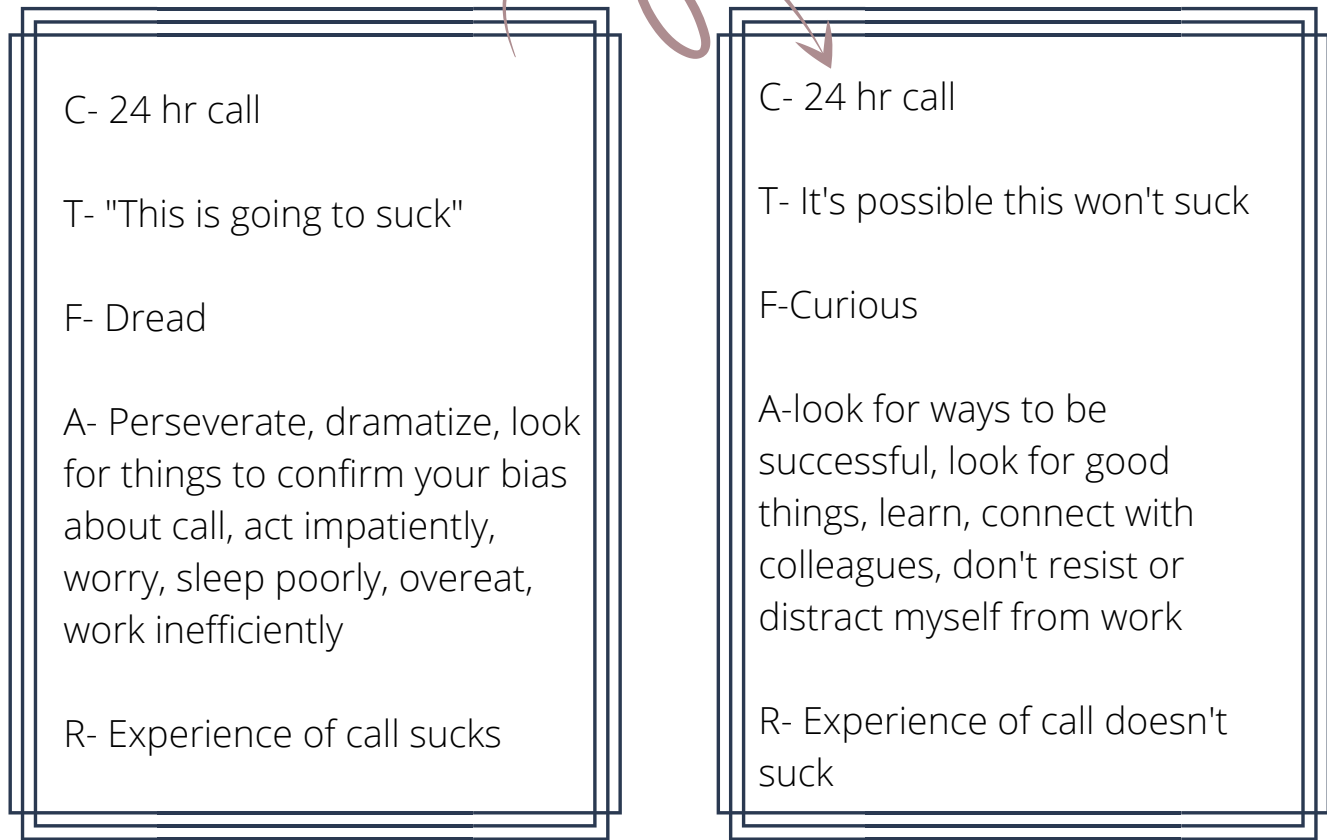 C- 24 hr call
T- "This is going to suck"
F- Dread
A- Perseverate, dramatize, look
for things to confirm your bias
about call, act impatiently,
worry, sleep poorly, overeat,
work inefficiently
R- Experience of call sucks
C- 24 hr call
T- It's possible this won't suck
F-Curious
A-look for ways to be
successful, look for good
things, learn, connect with
colleagues, don't resist or
distract myself from work
R- Experience of call doesn't
suck